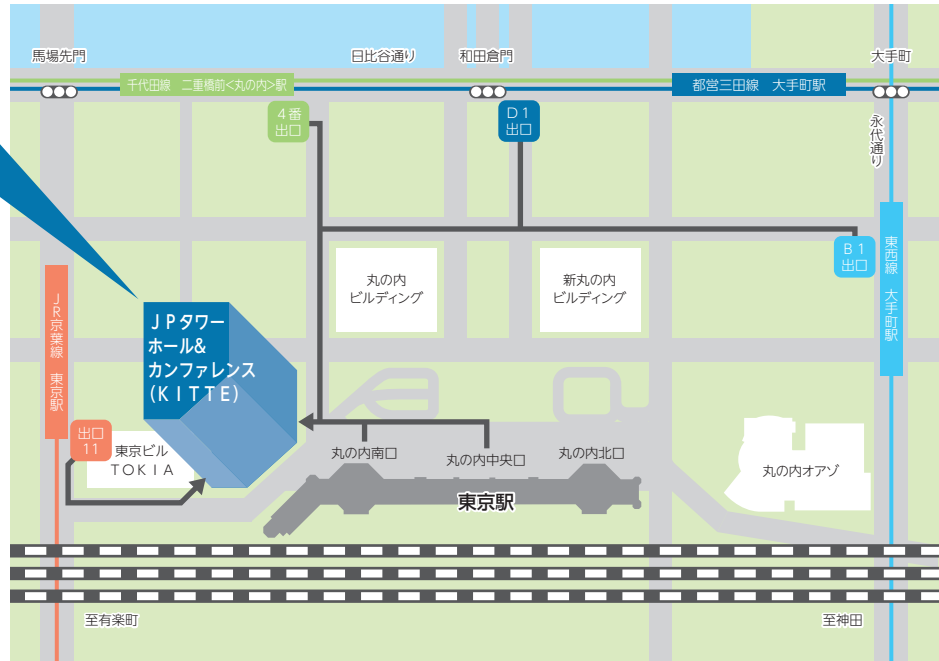 馬場先門
日比谷通り
和田倉門
大手町
千代田線 二重橋前<丸の内>駅
都営三田線 大手町駅
4番
出口
D1
出口
永代通り
B1
出口
東西線 大手町駅
丸の内
ビルディング
新丸の内
ビルディング
JR京葉線 東京駅
JPタワー
ホール&
カンファレンス
(KITTE)
出口
11
東京ビル
TOKIA
丸の内南口
丸の内中央口
丸の内北口
丸の内オアゾ
東京駅
至有楽町
至神田